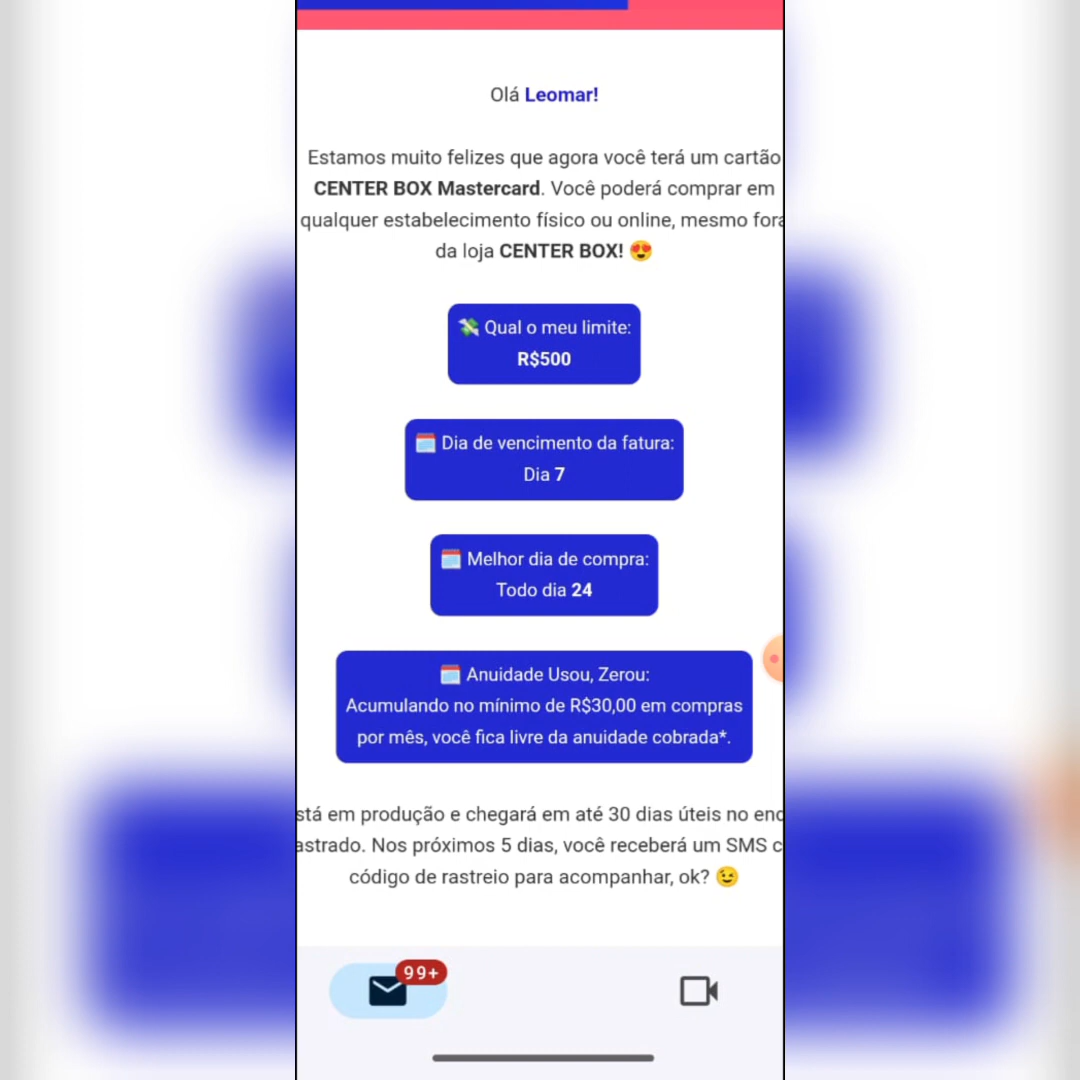 Olá Leomar!
Estamos muito felizes que agora você terá um cartão
CENTER BOX Mastercard. Você poderá comprar em
qualquer estabelecimento físico ou online, mesmo fora
da loja CENTER BOX! 😍
💸 Qual o meu limite:
R$500
🗓️ Dia de vencimento da fatura:
Dia 7
🗓️ Melhor dia de compra:
Todo dia 24
🗓️ Anuidade Usou, Zerou:
Acumulando no mínimo de R$30,00 em compras
por mês, você fica livre da anuidade cobrada*.
stá em produção e chegará em até 30 dias úteis no end
astrado. Nos próximos 5 dias, você receberá um SMS c
código de rastreio para acompanhar, ok? 😉
99+